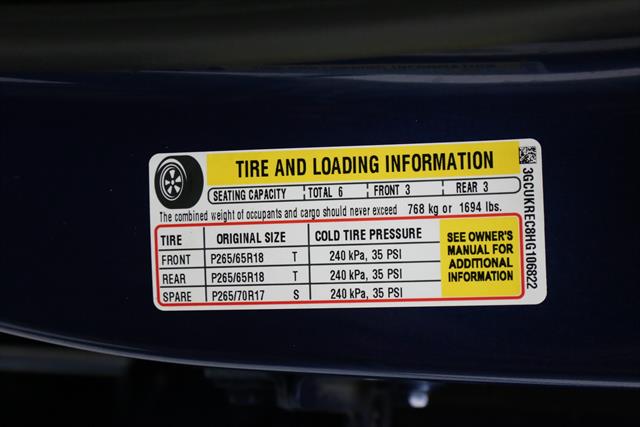 TIRE AND LOADING INFORMATION
SEATING CAPACITY TOTAL 6 FRONT 3 REAR 3
The combined weight of occupants and cargo should never exceed 768 kg or 1694 lbs.
TIRE ORIGINAL SIZE COLD TIRE PRESSURE
FRONT P265/65R18 T 240 kPa, 35 PSI
REAR P265/65R18 T 240 kPa, 35 PSI
SPARE P265/70R17 S 240 kPa, 35 PSI
SEE OWNER'S
MANUAL FOR
ADDITIONAL
INFORMATION
3GCUKREC8HG106822